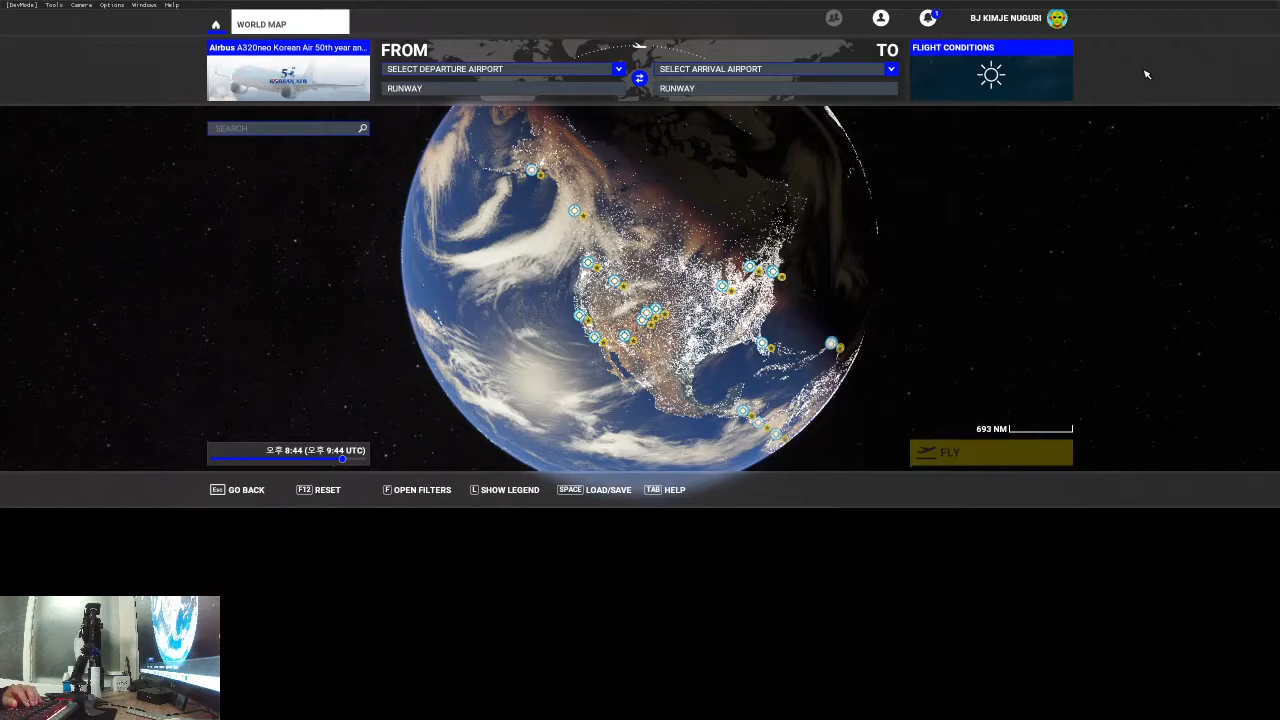 [DevMode] Tools Camera Options Windows Help
WORLD MAP
1
BJ KIMJE NUGURI
Airbus A320neo Korean Air 50th year an...
KOREAN AIR
FROM
TO
SELECT DEPARTURE AIRPORT
SELECT ARRIVAL AIRPORT
RUNWAY
RUNWAY
FLIGHT CONDITIONS
SEARCH
오후 8:44 (오후 9:44 UTC)
693 NM
FLY
Esc GO BACK
F12 RESET
F OPEN FILTERS
L SHOW LEGEND
SPACE LOAD/SAVE
TAB HELP